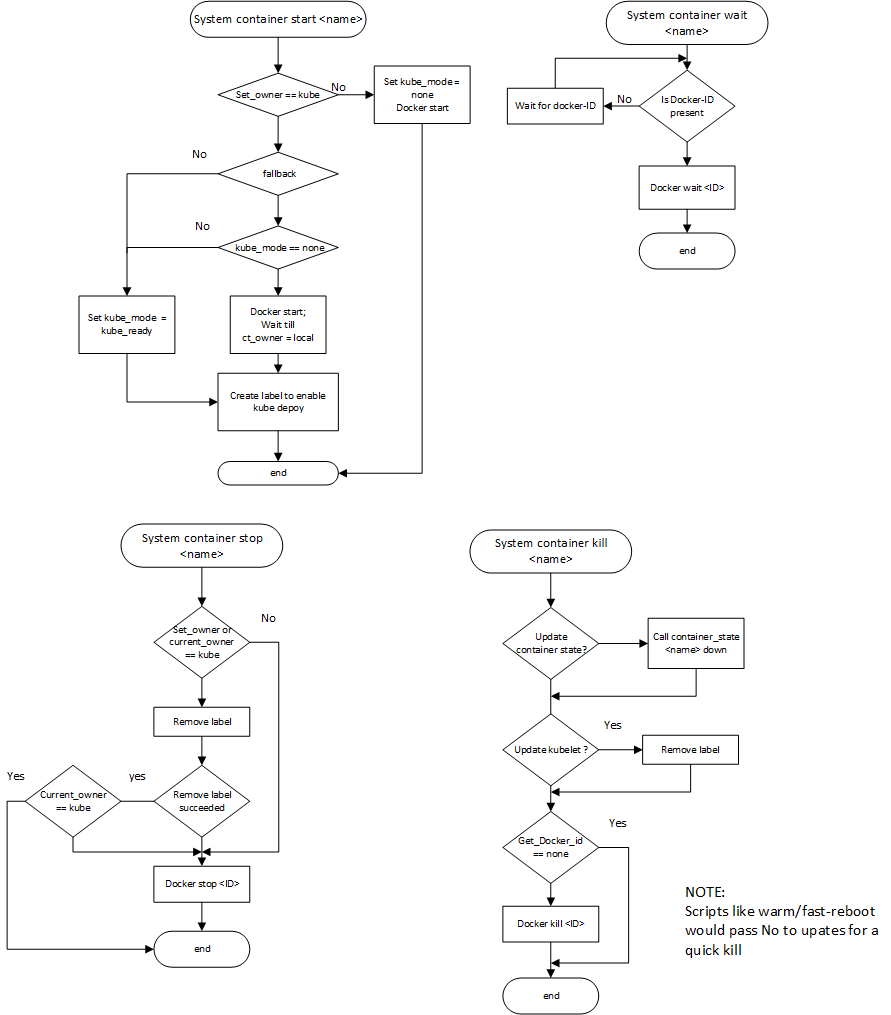 System container start <name>
Set_owner == kube
No
Set kube_mode =
none
Docker start
No
fallback
No
kube_mode == none
Set kube_mode =
kube_ready
Docker start;
Wait till
ct_owner = local
Create label to enable
kube depoy
end
System container wait
<name>
Wait for docker-ID
No
Is Docker-ID
present
Docker wait <ID>
end
System container stop
<name>
No
Set_owner or
current_owner
== kube
Remove label
Yes
yes
Current_owner
== kube
Remove label
succeeded
Docker stop <ID>
end
System container kill
<name>
Update
container state?
Call container_state
<name> down
Yes
Update kubelet ?
Remove label
Yes
Get_Docker_id
== none
Docker kill <ID>
end
NOTE:
Scripts like warm/fast-reboot
would pass No to upates for a
quick kill